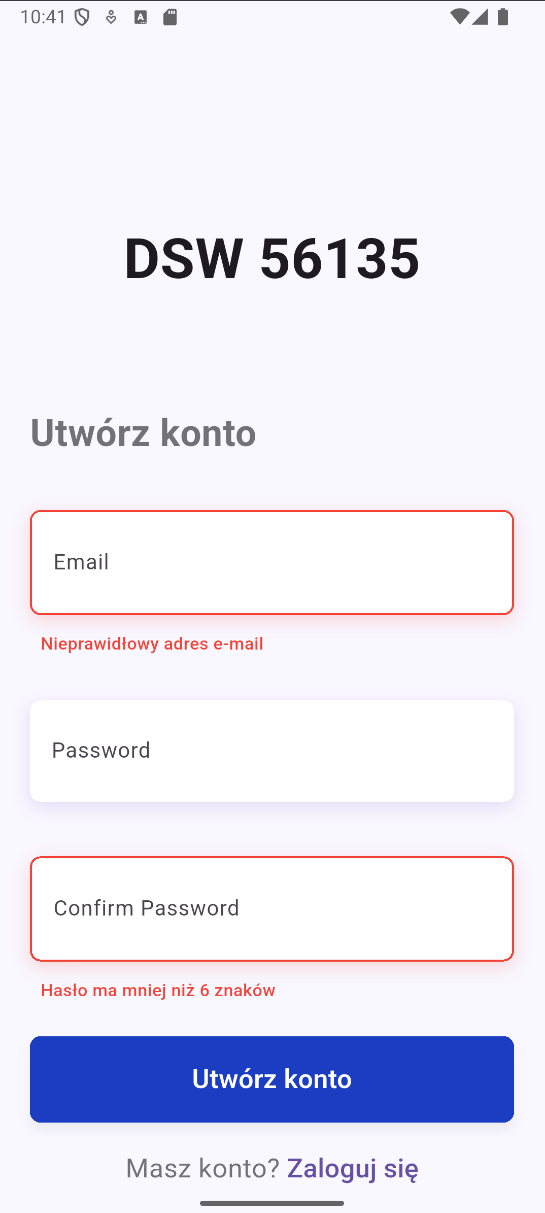 10:41
DSW 56135
Utwórz konto
Email
Nieprawidłowy adres e-mail
Password
Confirm Password
Hasło ma mniej niż 6 znaków
Utwórz konto
Masz konto? Zaloguj się